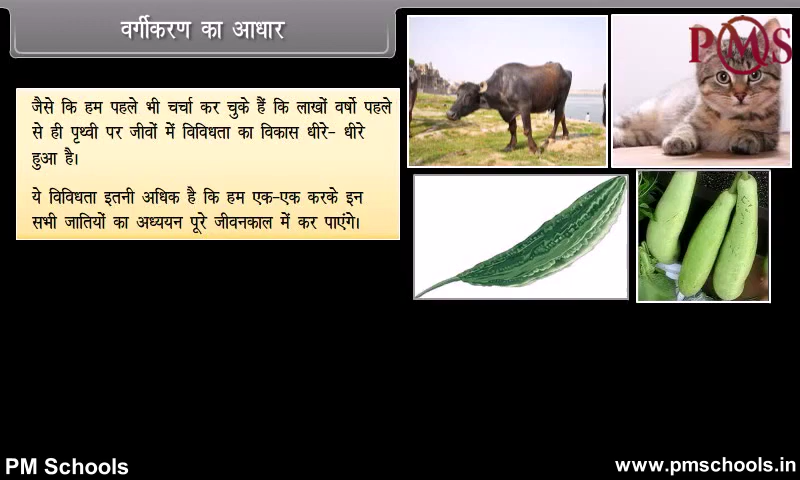 वर्गीकरण का आधार
PMS
जैसे कि हम पहले भी चर्चा कर चुके हैं कि लाखों वर्षो पहले
से ही पृथ्वी पर जीवों में विविधता का विकास धीरे- धीरे
हुआ है।
ये विविधता इतनी अधिक है कि हम एक-एक करके इन
सभी जातियों का अध्ययन पूरे जीवनकाल में कर पाएंगे।
PM Schools
www.pmschools.in